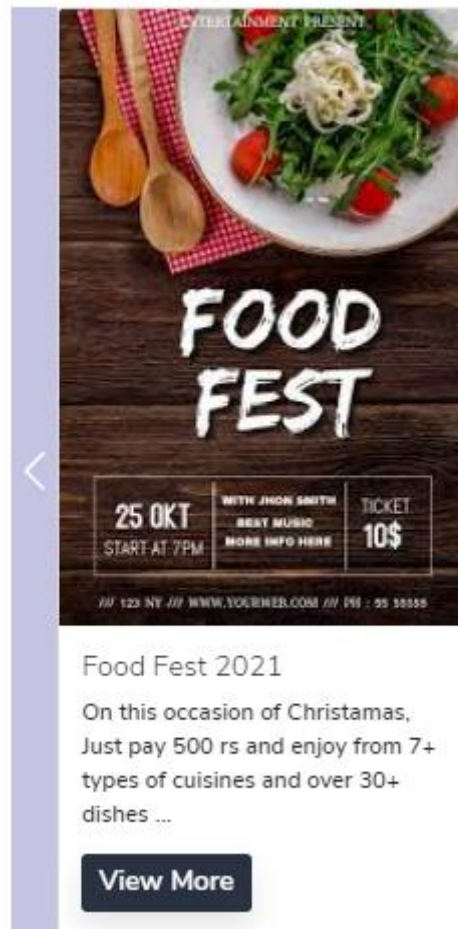 ENTERTAINMENT PRESENT
FOOD
FEST
25 OKT
START AT 7PM
WITH JHON SMITH
BEST MUSIC
MORE INFO HERE
TICKET
10$
/// 123 NY /// WWW.YOURWEB.COM /// PH : 55 55555
Food Fest 2021
On this occasion of Christamas,
Just pay 500 rs and enjoy from 7+
types of cuisines and over 30+
dishes ...
View More